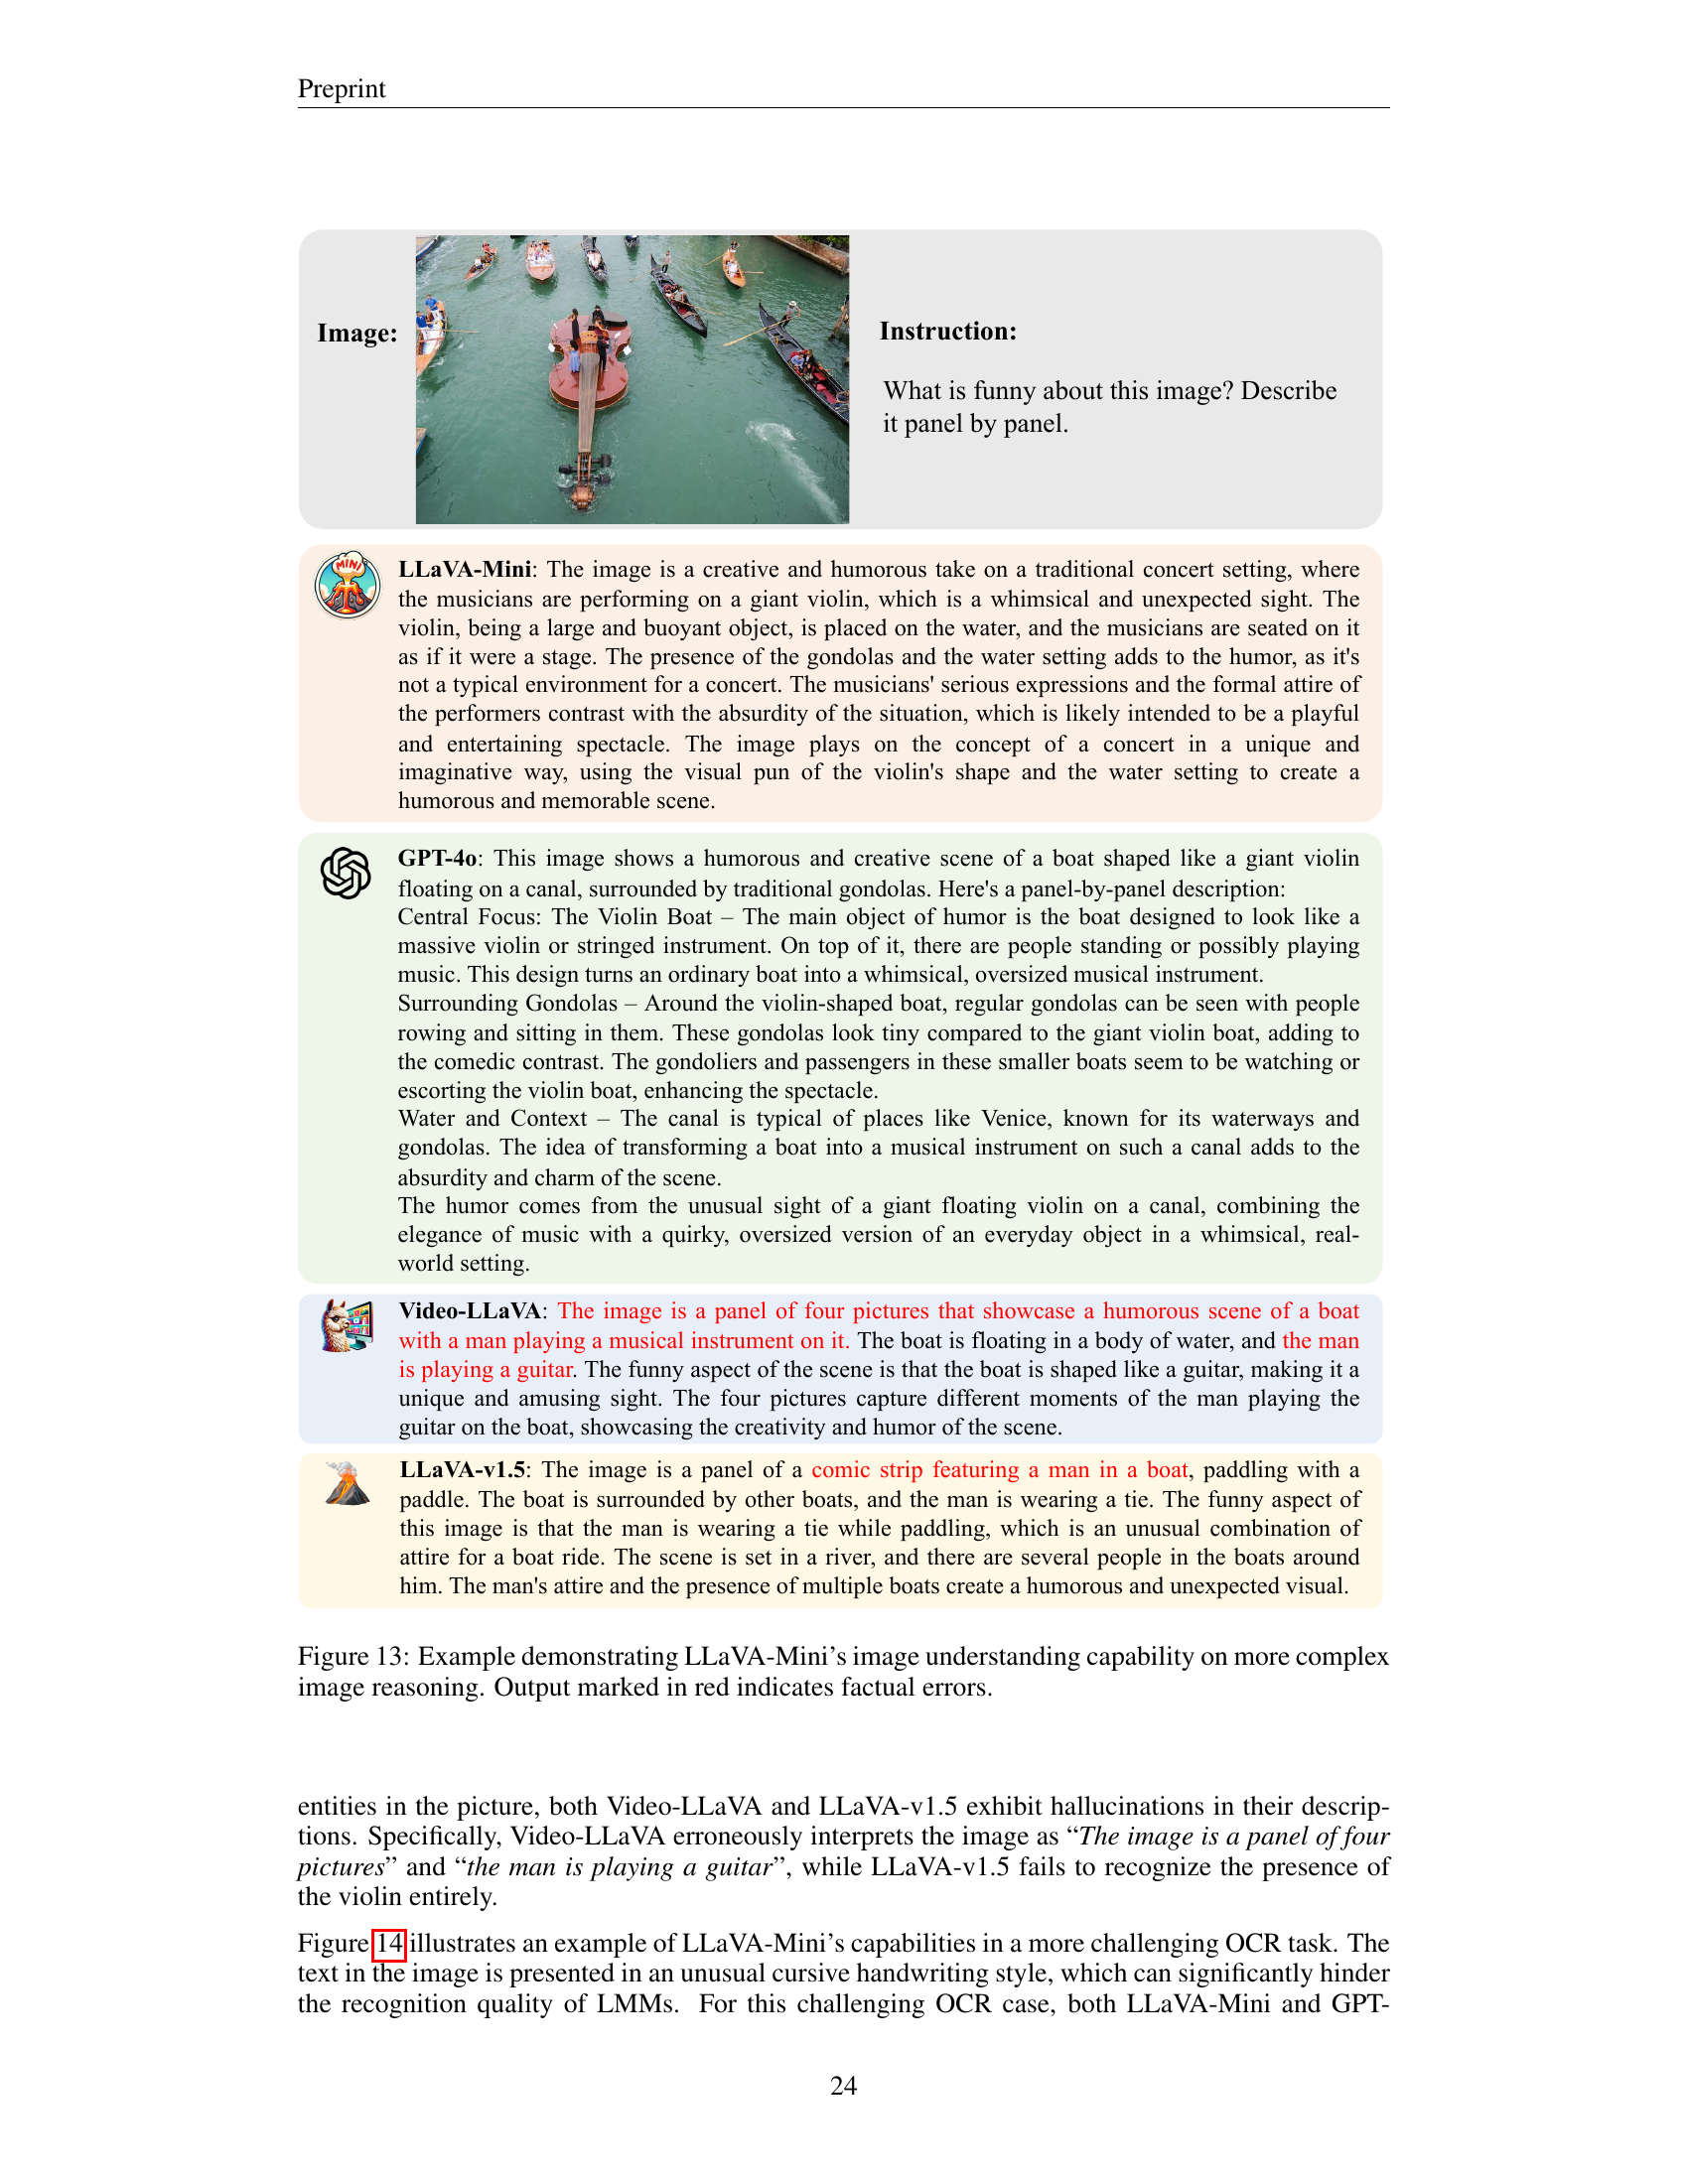 Preprint
Image:
Instruction:
What is funny about this image? Describe
it panel by panel.
MINI
LLaVA-Mini: The image is a creative and humorous take on a traditional concert setting, where
the musicians are performing on a giant violin, which is a whimsical and unexpected sight. The
violin, being a large and buoyant object, is placed on the water, and the musicians are seated on it
as if it were a stage. The presence of the gondolas and the water setting adds to the humor, as it's
not a typical environment for a concert. The musicians' serious expressions and the formal attire of
the performers contrast with the absurdity of the situation, which is likely intended to be a playful
and entertaining spectacle. The image plays on the concept of a concert in a unique and
imaginative way, using the visual pun of the violin's shape and the water setting to create a
humorous and memorable scene.
GPT-4o: This image shows a humorous and creative scene of a boat shaped like a giant violin
floating on a canal, surrounded by traditional gondolas. Here's a panel-by-panel description:
Central Focus: The Violin Boat – The main object of humor is the boat designed to look like a
massive violin or stringed instrument. On top of it, there are people standing or possibly playing
music. This design turns an ordinary boat into a whimsical, oversized musical instrument.
Surrounding Gondolas – Around the violin-shaped boat, regular gondolas can be seen with people
rowing and sitting in them. These gondolas look tiny compared to the giant violin boat, adding to
the comedic contrast. The gondoliers and passengers in these smaller boats seem to be watching or
escorting the violin boat, enhancing the spectacle.
Water and Context – The canal is typical of places like Venice, known for its waterways and
gondolas. The idea of transforming a boat into a musical instrument on such a canal adds to the
absurdity and charm of the scene.
The humor comes from the unusual sight of a giant floating violin on a canal, combining the
elegance of music with a quirky, oversized version of an everyday object in a whimsical, real-
world setting.
Video-LLaVA: The image is a panel of four pictures that showcase a humorous scene of a boat
with a man playing a musical instrument on it. The boat is floating in a body of water, and the man
is playing a guitar. The funny aspect of the scene is that the boat is shaped like a guitar, making it a
unique and amusing sight. The four pictures capture different moments of the man playing the
guitar on the boat, showcasing the creativity and humor of the scene.
LLaVA-v1.5: The image is a panel of a comic strip featuring a man in a boat, paddling with a
paddle. The boat is surrounded by other boats, and the man is wearing a tie. The funny aspect of
this image is that the man is wearing a tie while paddling, which is an unusual combination of
attire for a boat ride. The scene is set in a river, and there are several people in the boats around
him. The man's attire and the presence of multiple boats create a humorous and unexpected visual.
Figure 13: Example demonstrating LLaVA-Mini's image understanding capability on more complex
image reasoning. Output marked in red indicates factual errors.
entities in the picture, both Video-LLaVA and LLaVA-v1.5 exhibit hallucinations in their descrip-
tions. Specifically, Video-LLaVA erroneously interprets the image as “The image is a panel of four
pictures” and “the man is playing a guitar”, while LLaVA-v1.5 fails to recognize the presence of
the violin entirely.
Figure 14 illustrates an example of LLaVA-Mini's capabilities in a more challenging OCR task. The
text in the image is presented in an unusual cursive handwriting style, which can significantly hinder
the recognition quality of LMMs. For this challenging OCR case, both LLaVA-Mini and GPT-
24